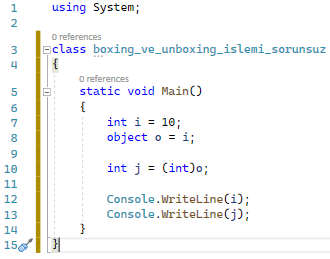 1 using System;
2
0 references
3 class boxing_ve_unboxing_islemi_sorunsuz
4 {
0 references
5 static void Main()
6 {
7 int i = 10;
8 object o = i;
9
10 int j = (int)o;
11
12 Console.WriteLine(i);
13 Console.WriteLine(j);
14 }
15 }